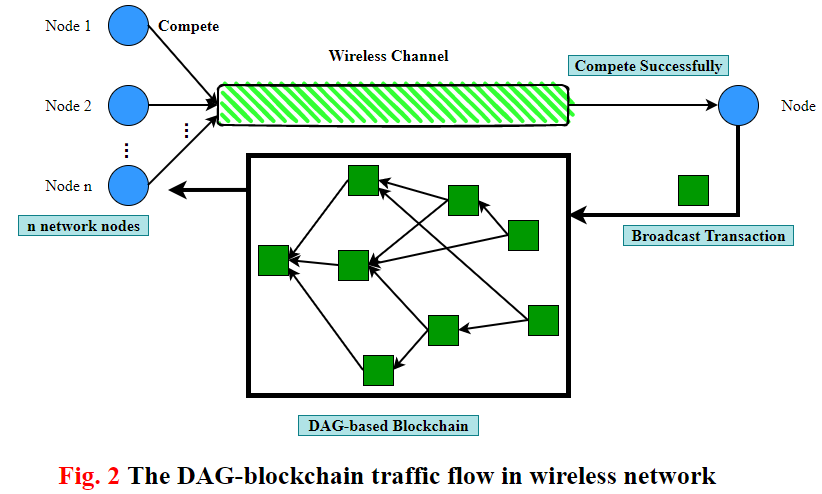 Node 1
Compete
Wireless Channel
Compete Successfully
Node 2
Node
Node n
n network nodes
Broadcast Transaction
DAG-based Blockchain
Fig. 2 The DAG-blockchain traffic flow in wireless network